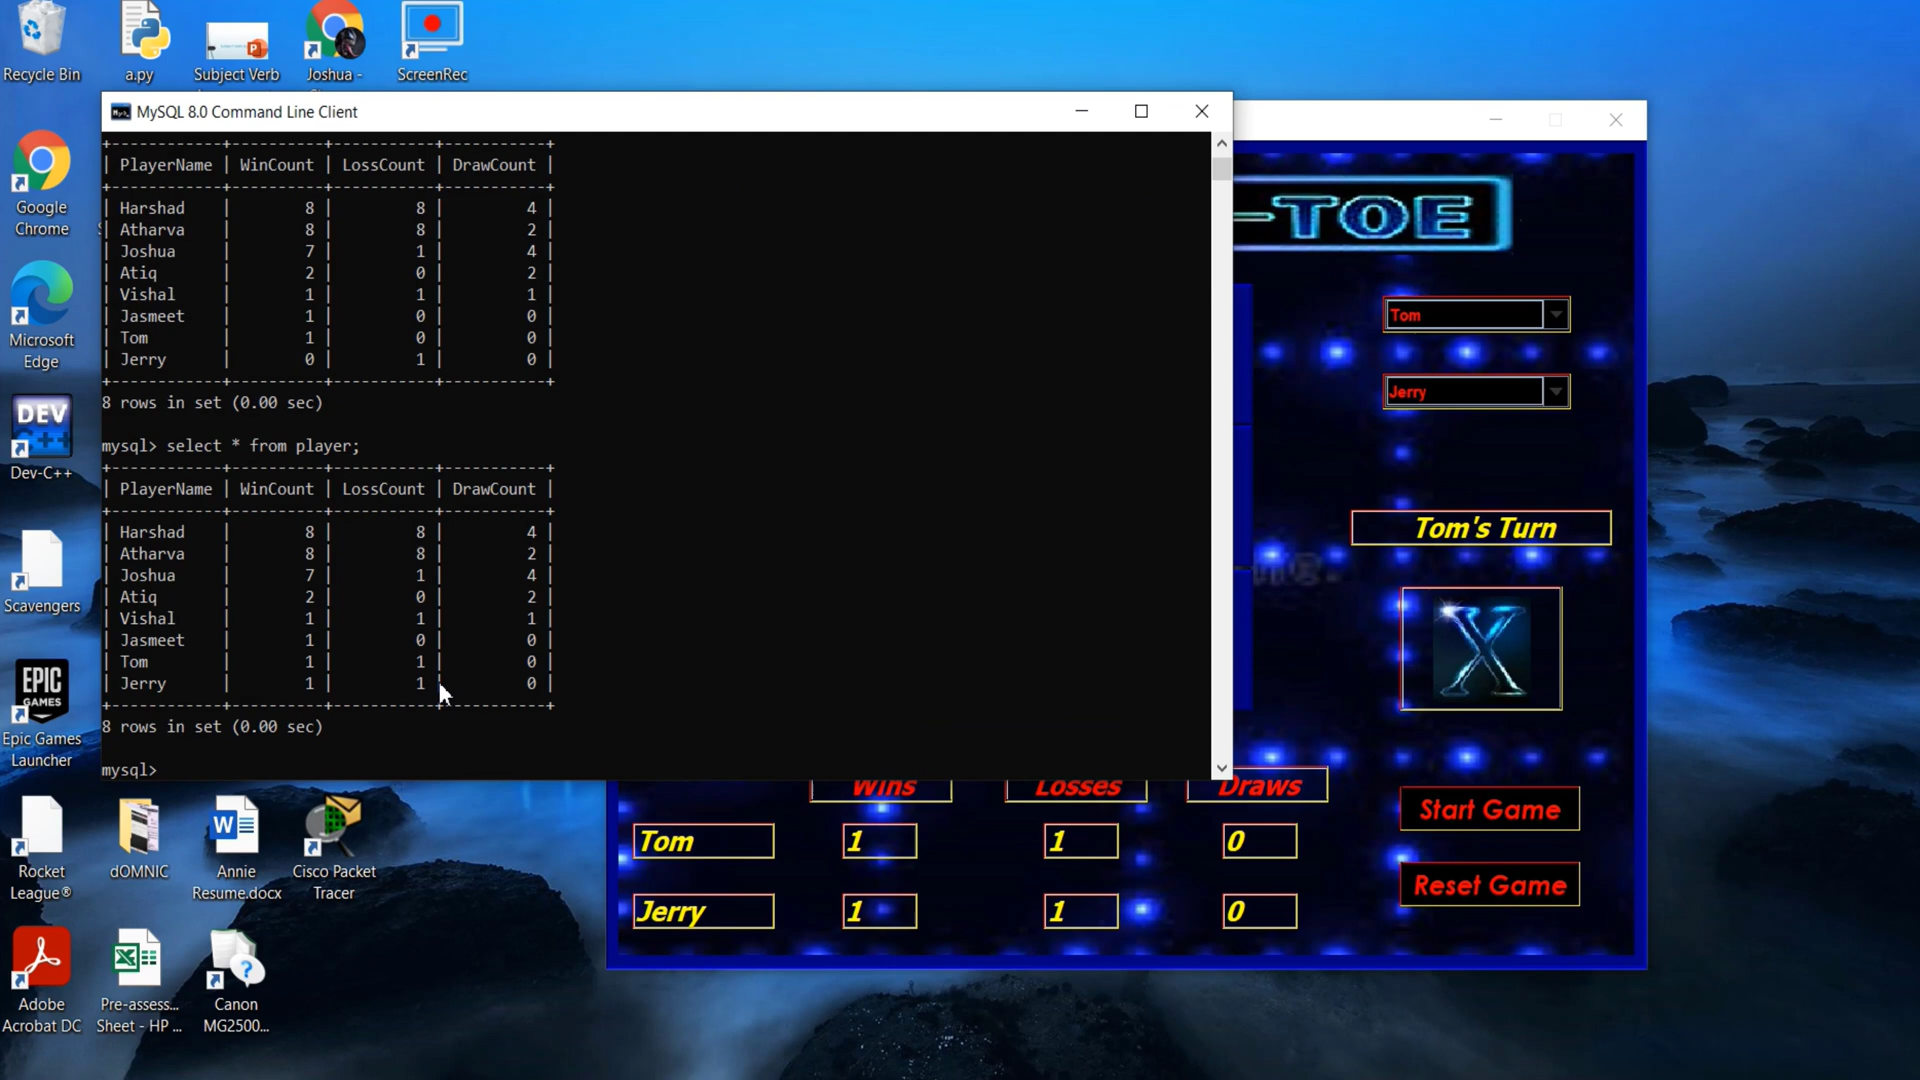 Recycle Bin
a.py
Subject Verb
Joshua -
ScreenRec
Google
Chrome
Microsoft
Edge
DEV
C++
Dev-C++
Scavengers
EPIC
GAMES
Epic Games
Launcher
Rocket
League®
dOMNIC
Annie
Resume.docx
Cisco Packet
Tracer
Adobe
Acrobat DC
Pre-assess...
Sheet - HP ...
Canon
MG2500...
MySQL 8.0 Command Line Client
+------------+----------+-----------+-----------+
| PlayerName | WinCount | LossCount | DrawCount |
+------------+----------+-----------+-----------+
| Harshad | 8 | 8 | 4 |
| Atharva | 8 | 8 | 2 |
| Joshua | 7 | 1 | 4 |
| Atiq | 2 | 0 | 2 |
| Vishal | 1 | 1 | 1 |
| Jasmeet | 1 | 0 | 0 |
| Tom | 1 | 0 | 0 |
| Jerry | 0 | 1 | 0 |
+------------+----------+-----------+-----------+
8 rows in set (0.00 sec)
mysql> select * from player;
+------------+----------+-----------+-----------+
| PlayerName | WinCount | LossCount | DrawCount |
+------------+----------+-----------+-----------+
| Harshad | 8 | 8 | 4 |
| Atharva | 8 | 8 | 2 |
| Joshua | 7 | 1 | 4 |
| Atiq | 2 | 0 | 2 |
| Vishal | 1 | 1 | 1 |
| Jasmeet | 1 | 0 | 0 |
| Tom | 1 | 1 | 0 |
| Jerry | 1 | 1 | 0 |
+------------+----------+-----------+-----------+
8 rows in set (0.00 sec)
mysql>
-TOE
Tom
Jerry
Tom's Turn
X
Start Game
Reset Game
Wins Losses Draws
Tom 1 1 0
Jerry 1 1 0